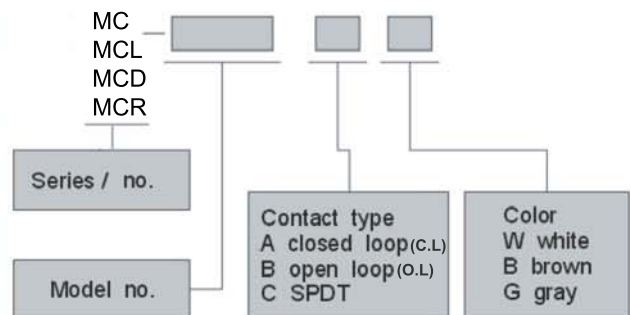 MC
MCL
MCD
MCR
Series / no.
Model no.
Contact type
A closed loop(C.L)
B open loop(O.L)
C SPDT
Color
W white
B brown
G gray